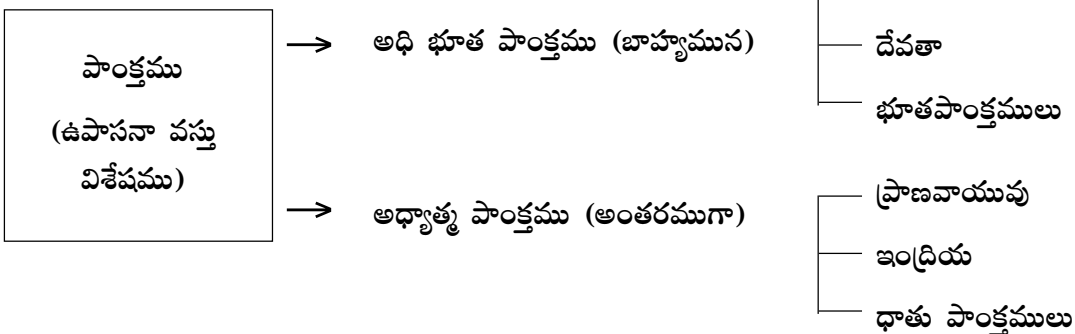 పాంక్తము
(ఉపాసనా వస్తు
విశేషము)
అధి భూత పాంక్తము (బాహ్యమున)
దేవతా
భూతపాంక్తములు
అధ్యాత్మ పాంక్తము (అంతరముగా)
ప్రాణవాయువు
ఇంద్రియ
ధాతు పాంక్తములు